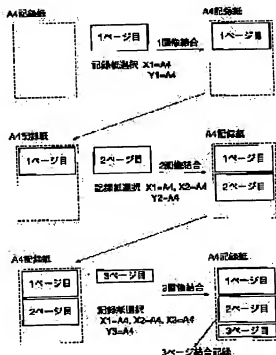 A4記録紙
A4記録紙
1ページ目
1画像結合
1ページ目
記録紙選択 X1=A4
Y1=A4
A4記録紙
A4記録紙
1ページ目
2ページ目
2画像結合
1ページ目
2ページ目
記録紙選択 X1=A4, X2=A4
Y2=A4
A4記録紙
A4記録紙
1ページ目
2ページ目
3ページ目
3画像結合
1ページ目
2ページ目
3ページ目
記録紙選択
X1=A4, X2=A4, X3=A4
Y3=A4
3ページ結合記録